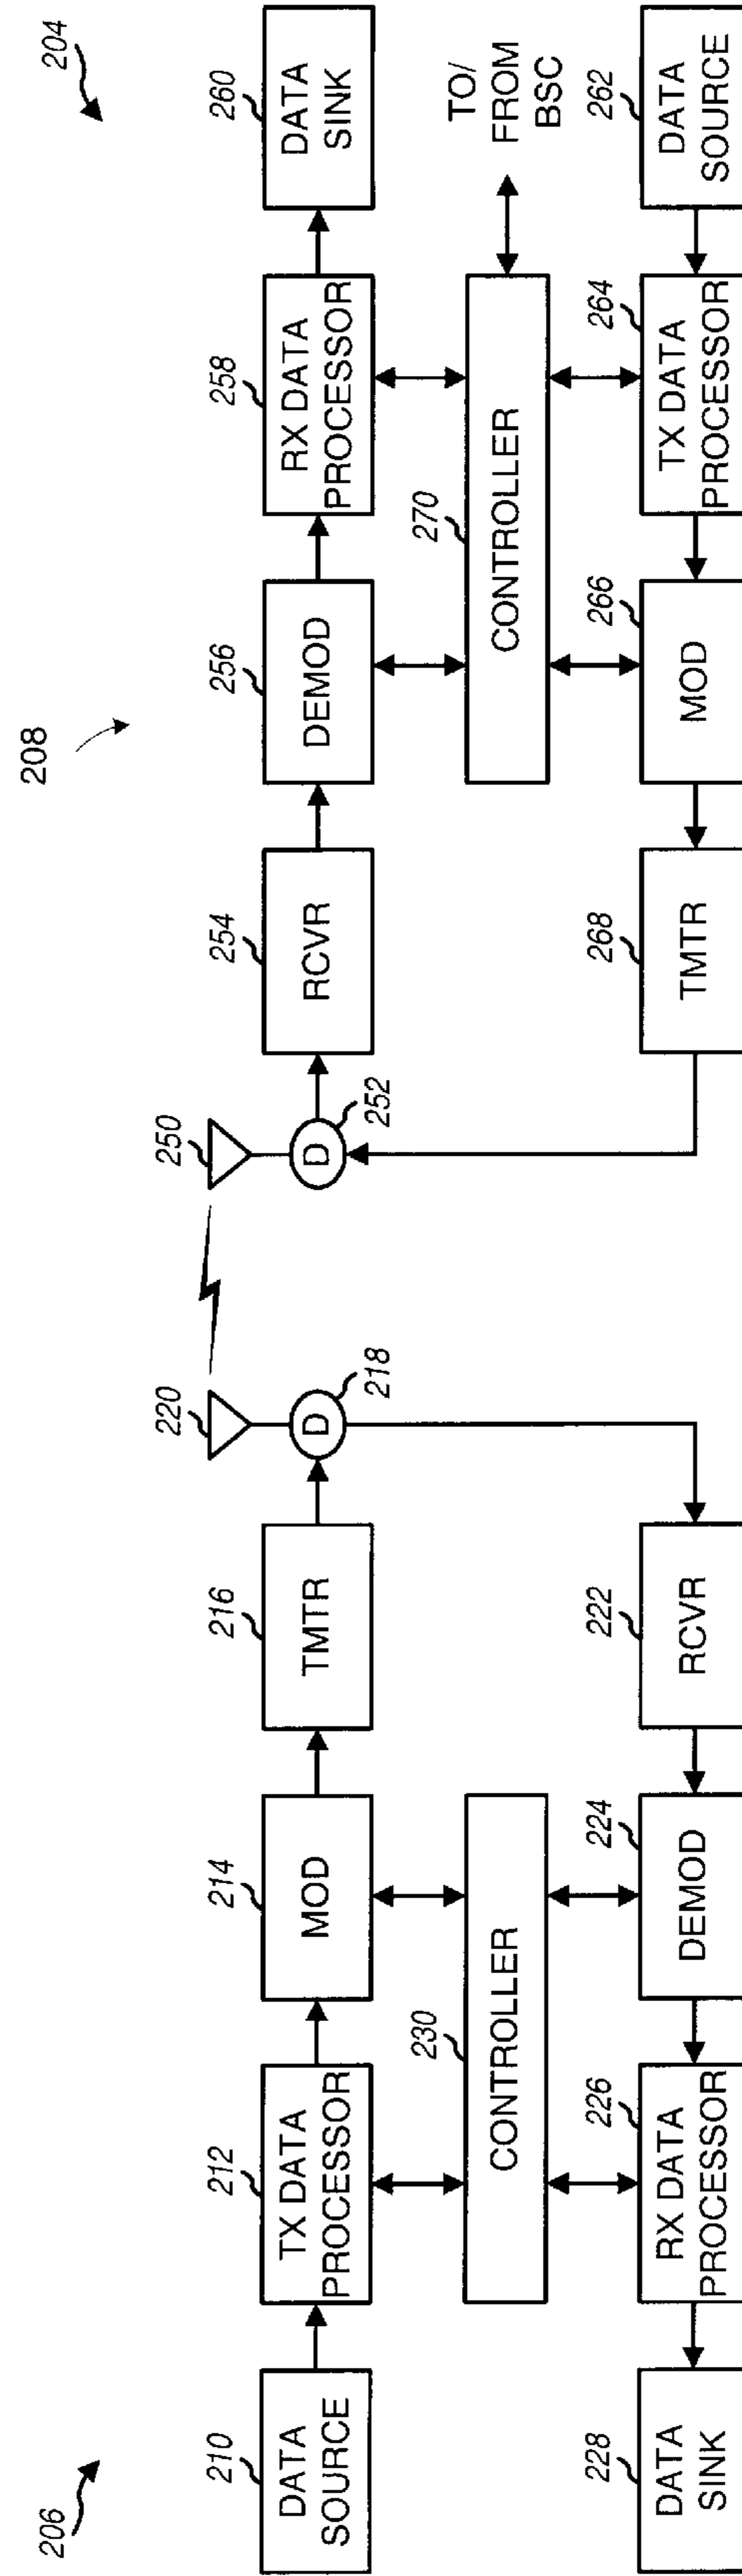 206
208
204
210
DATA
SOURCE
212
TX DATA
PROCESSOR
214
MOD
216
TMTR
220
D
218
250
D
252
254
RCVR
256
DEMOD
258
RX DATA
PROCESSOR
260
DATA
SINK
230
CONTROLLER
270
CONTROLLER
TO/
FROM
BSC
228
DATA
SINK
226
RX DATA
PROCESSOR
224
DEMOD
222
RCVR
268
TMTR
266
MOD
264
TX DATA
PROCESSOR
262
DATA
SOURCE